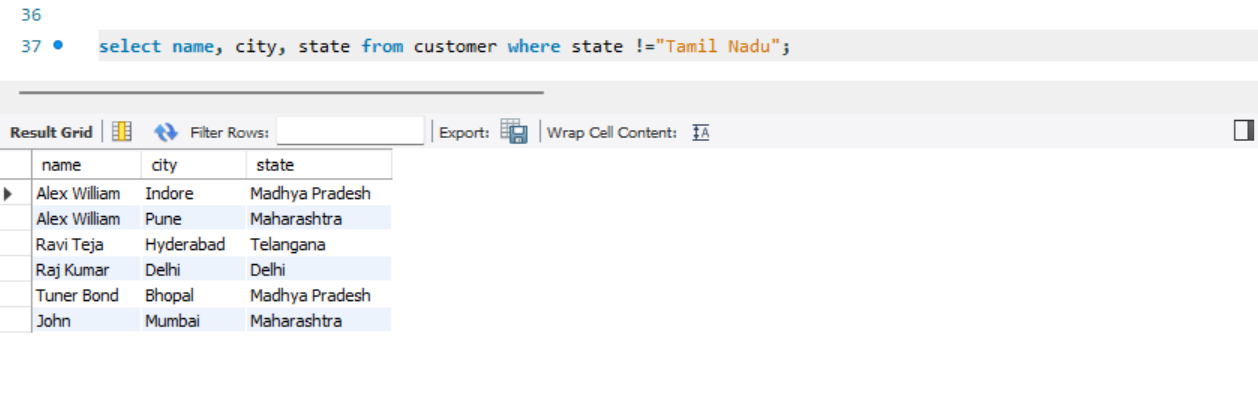 36
37 select name, city, state from customer where state !="Tamil Nadu";
Result Grid Filter Rows: Export: Wrap Cell Content: IA
name city state
Alex William Indore Madhya Pradesh
Alex William Pune Maharashtra
Ravi Teja Hyderabad Telangana
Raj Kumar Delhi Delhi
Tuner Bond Bhopal Madhya Pradesh
John Mumbai Maharashtra